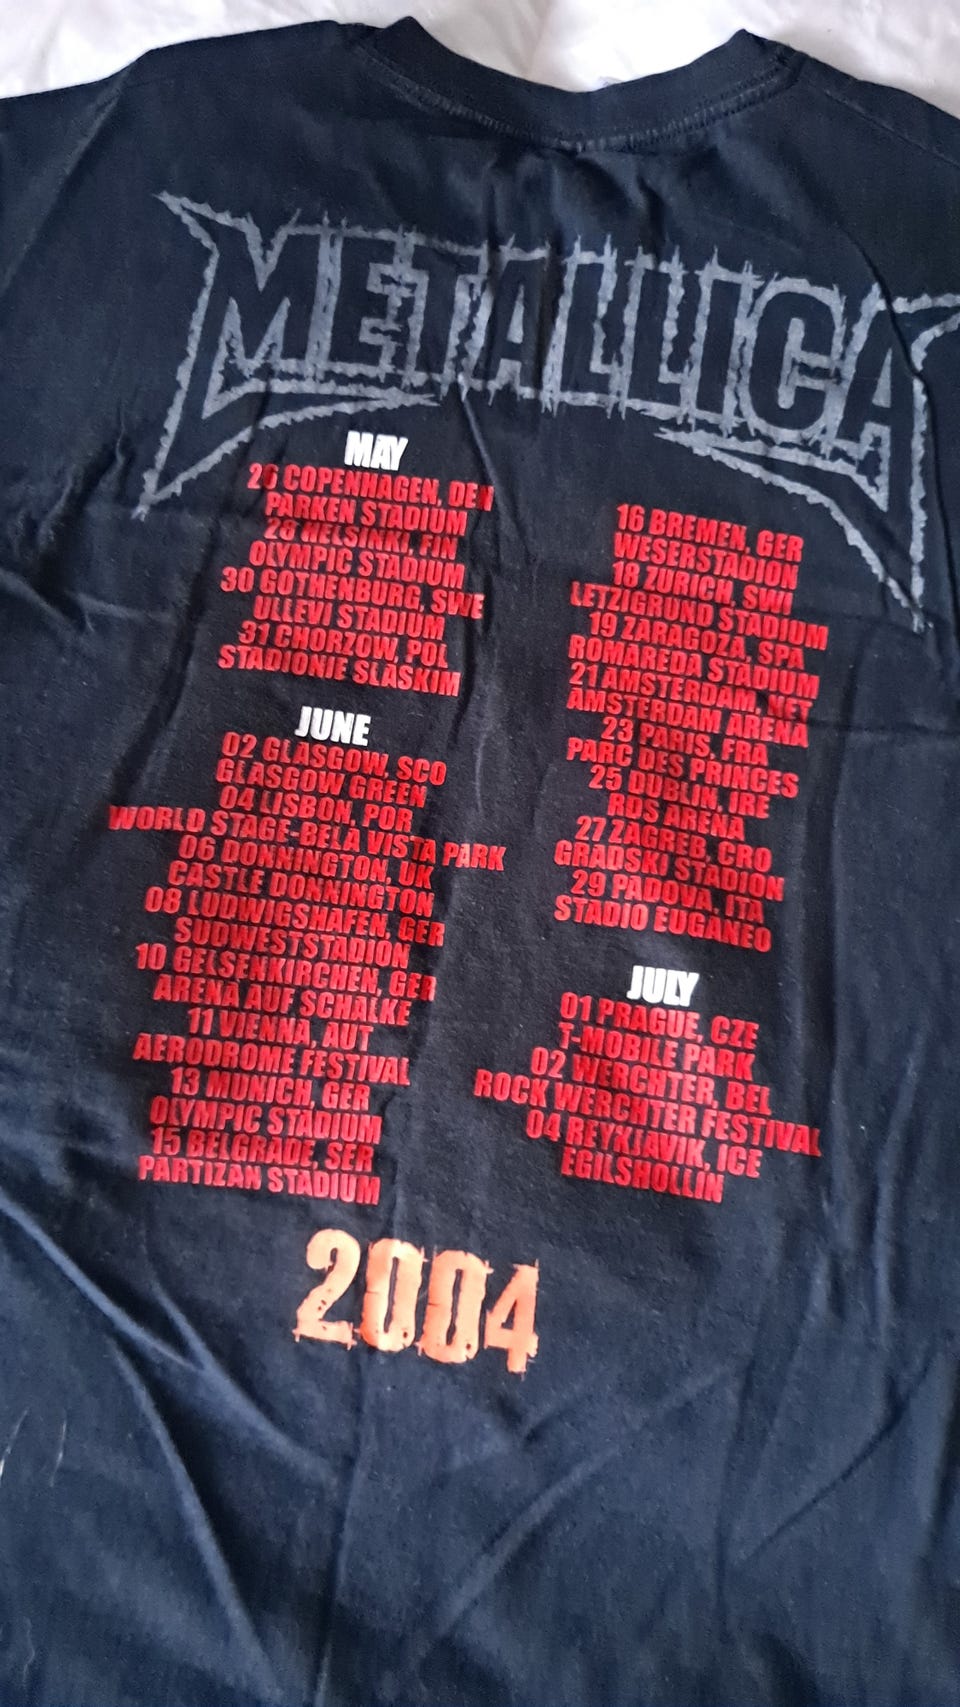 METALLICA
MAY
26 COPENHAGEN, DEN
PARKEN STADIUM
28 HELSINKI, FIN
OLYMPIC STADIUM
30 GOTHENBURG, SWE
ULLEVI STADIUM
31 CHORZOW, POL
STADIONIE SLASKIM
JUNE
02 GLASGOW, SCO
GLASGOW GREEN
04 LISBON, POR
WORLD STAGE-BELA VISTA PARK
06 DONNINGTON, UK
CASTLE DONNINGTON
08 LUDWIGSHAFEN, GER
SUDWESTSTADION
10 GELSENKIRCHEN, GER
ARENA AUF SCHALKE
11 VIENNA, AUT
AERODROME FESTIVAL
13 MUNICH, GER
OLYMPIC STADIUM
15 BELGRADE, SER
PARTIZAN STADIUM
16 BREMEN, GER
WESERSTADION
18 ZURICH, SWI
LETZIGRUND STADIUM
19 ZARAGOZA, SPA
ROMAREDA STADIUM
21 AMSTERDAM, NET
AMSTERDAM ARENA
23 PARIS, FRA
PARC DES PRINCES
25 DUBLIN, IRE
RDS ARENA
27 ZAGREB, CRO
GRADSKI STADION
29 PADOVA, ITA
STADIO EUGANEO
JULY
01 PRAGUE, CZE
T-MOBILE PARK
02 WERCHTER, BEL
ROCK WERCHTER FESTIVAL
04 REYKJAVIK, ICE
EGILSHOLLIN
2004